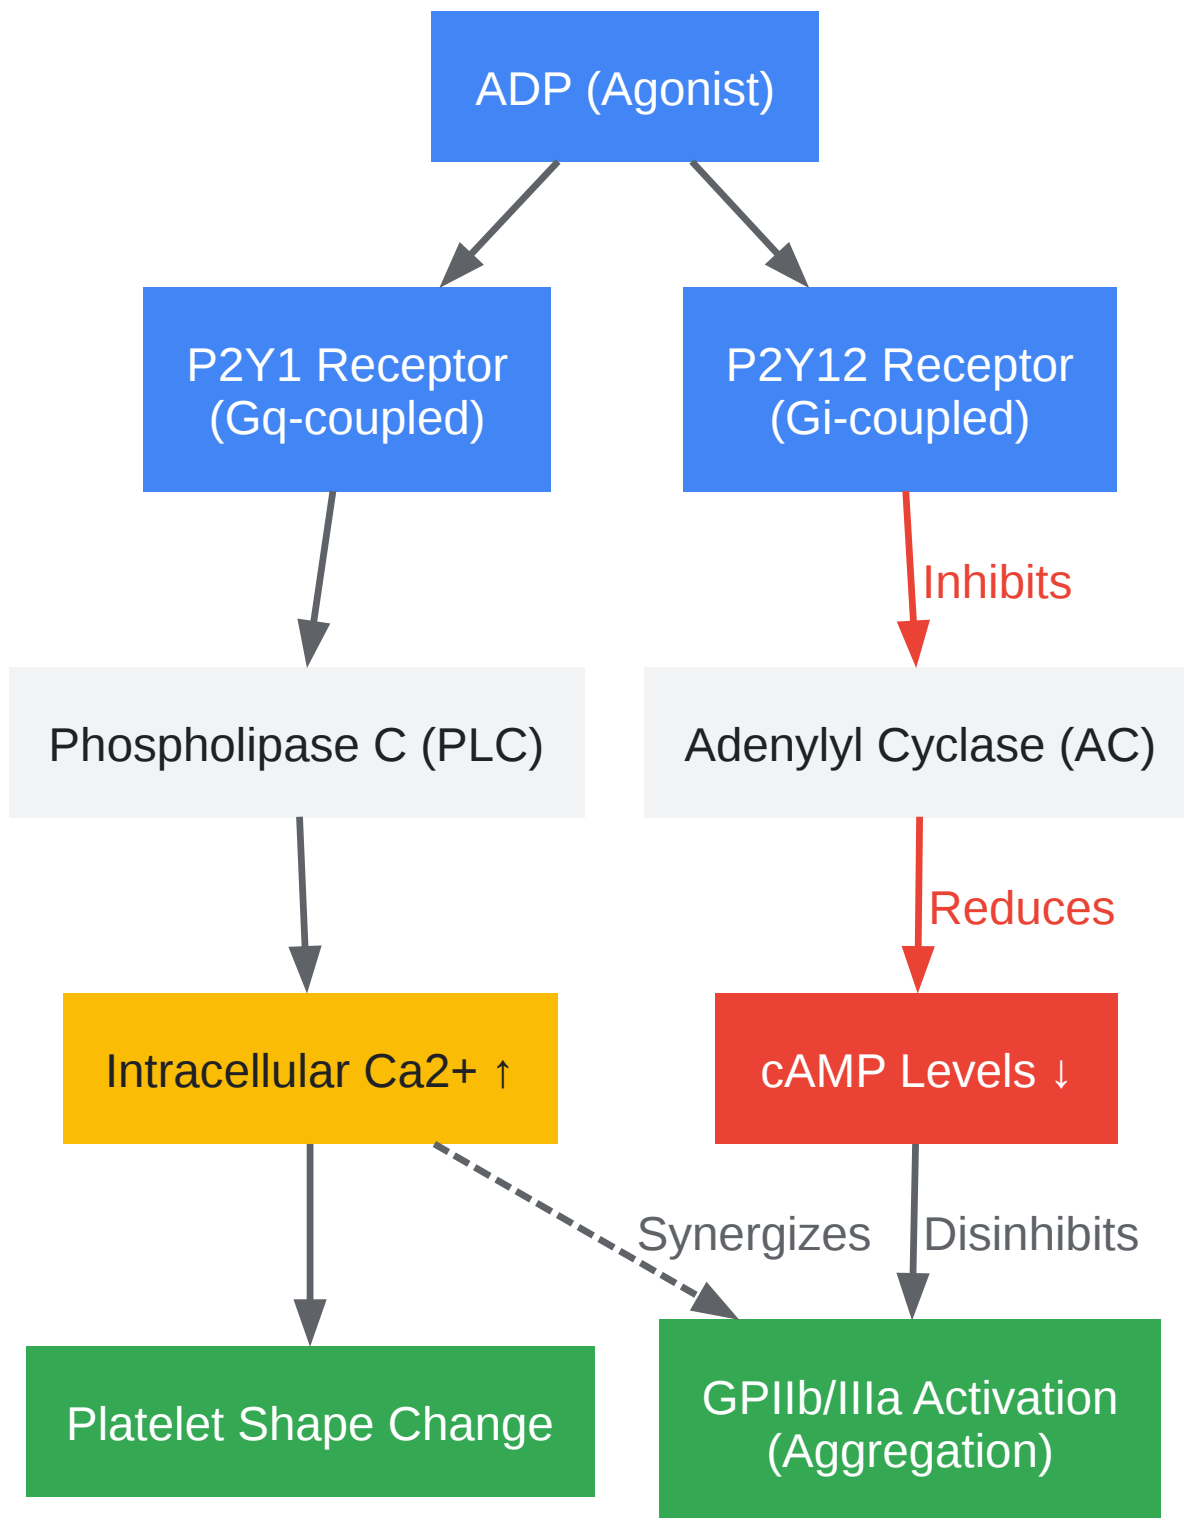 ADP (Agonist)
P2Y1 Receptor
(Gq-coupled)
P2Y12 Receptor
(Gi-coupled)
Inhibits
Phospholipase C (PLC)
Adenylyl Cyclase (AC)
Reduces
Intracellular Ca2+ ↑
cAMP Levels ↓
Synergizes
Disinhibits
Platelet Shape Change
GPIIb/IIIa Activation
(Aggregation)